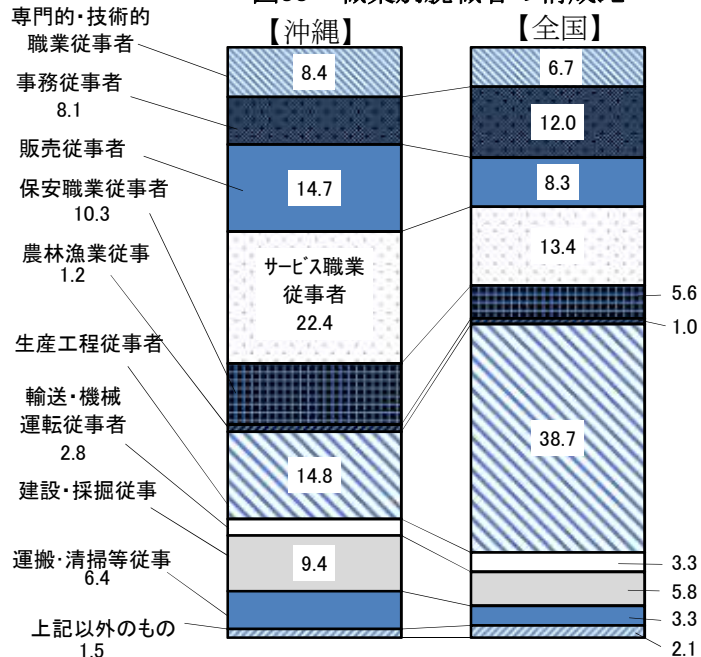 【沖縄】
【全国】
専門的・技術的
職業従事者
8.4
6.7
事務従事者
8.1
12.0
販売従事者
14.7
8.3
保安職業従事者
10.3
5.6
サービス職業
従事者
22.4
13.4
農林漁業従事
1.2
1.0
生産工程従事者
14.8
38.7
輸送・機械
運転従事者
2.8
3.3
建設・採掘従事
9.4
5.8
運搬・清掃等従事
6.4
3.3
上記以外のもの
1.5
2.1